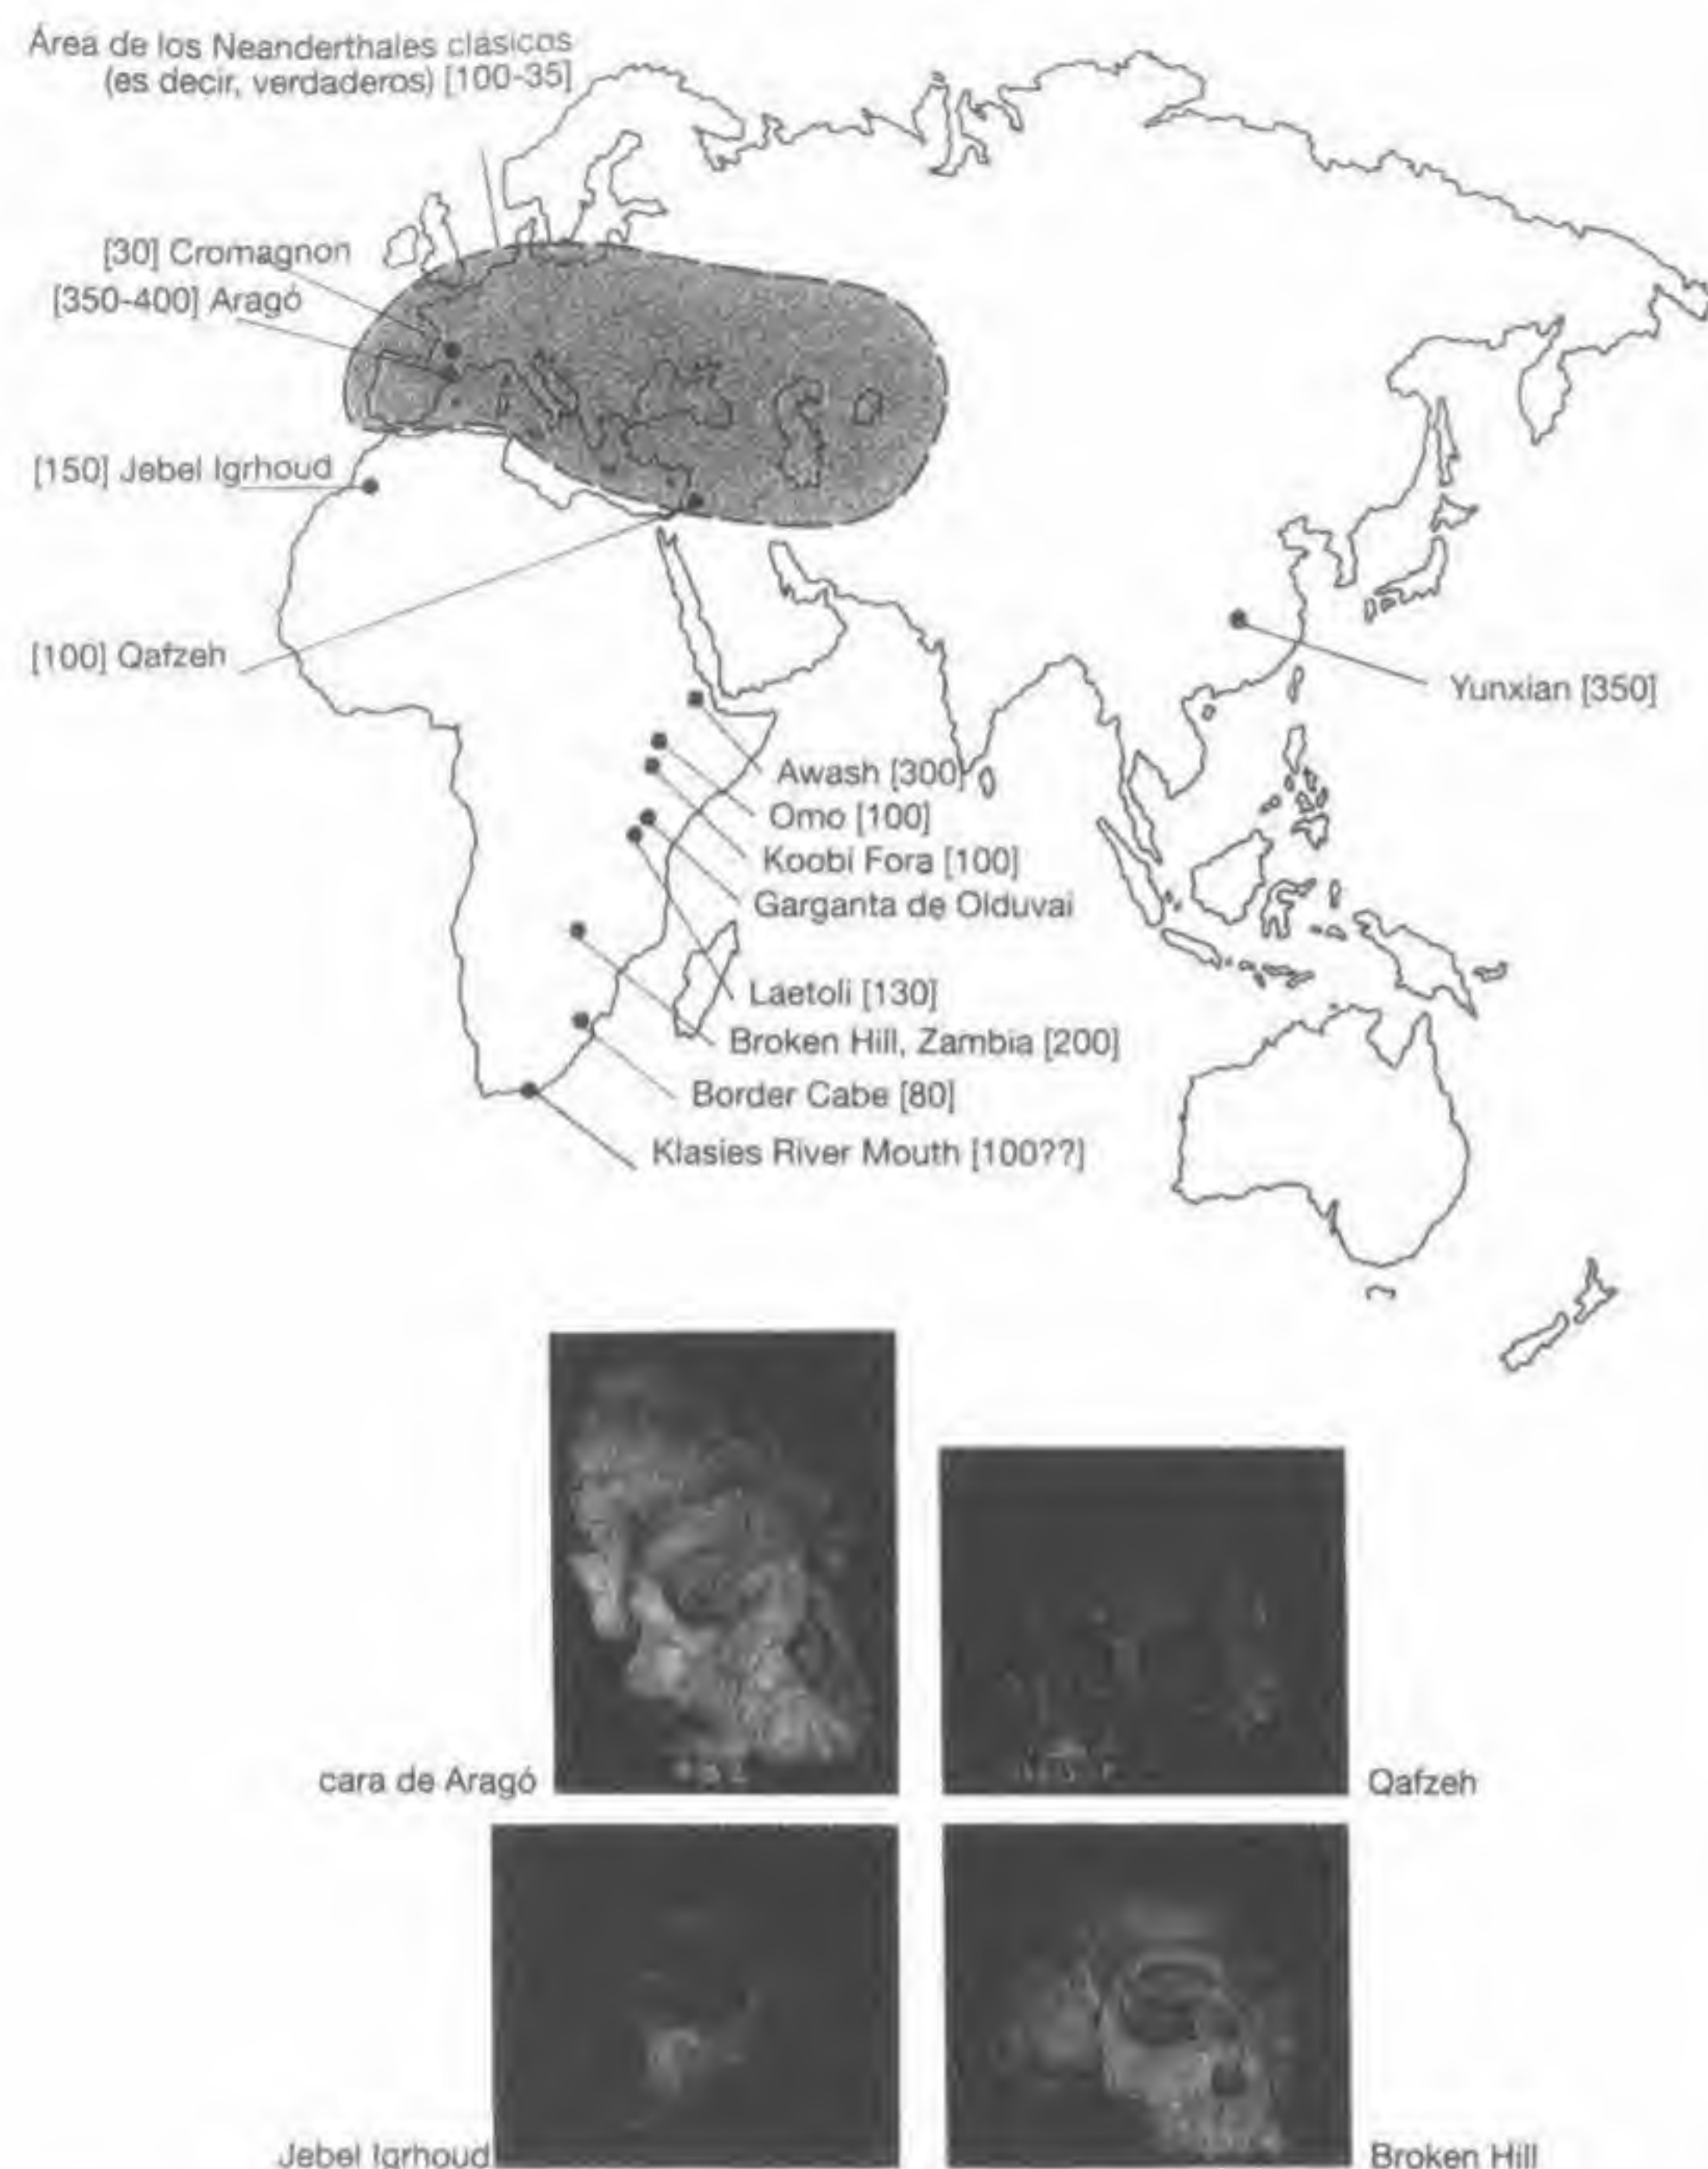 Área de los Neanderthales clásicos
(es decir, verdaderos) [100-35]
[30] Cromagnon
[350-400] Aragó
[150] Jebel Igrhoud
[100] Qafzeh
Yunxian [350]
Awash [300]
Omo [100]
Koobi Fora [100]
Garganta de Olduvai
Laetoli [130]
Broken Hill, Zambia [200]
Border Cabe [80]
Klasies River Mouth [100??]
cara de Aragó
Qafzeh
Jebel Igrhoud
Broken Hill